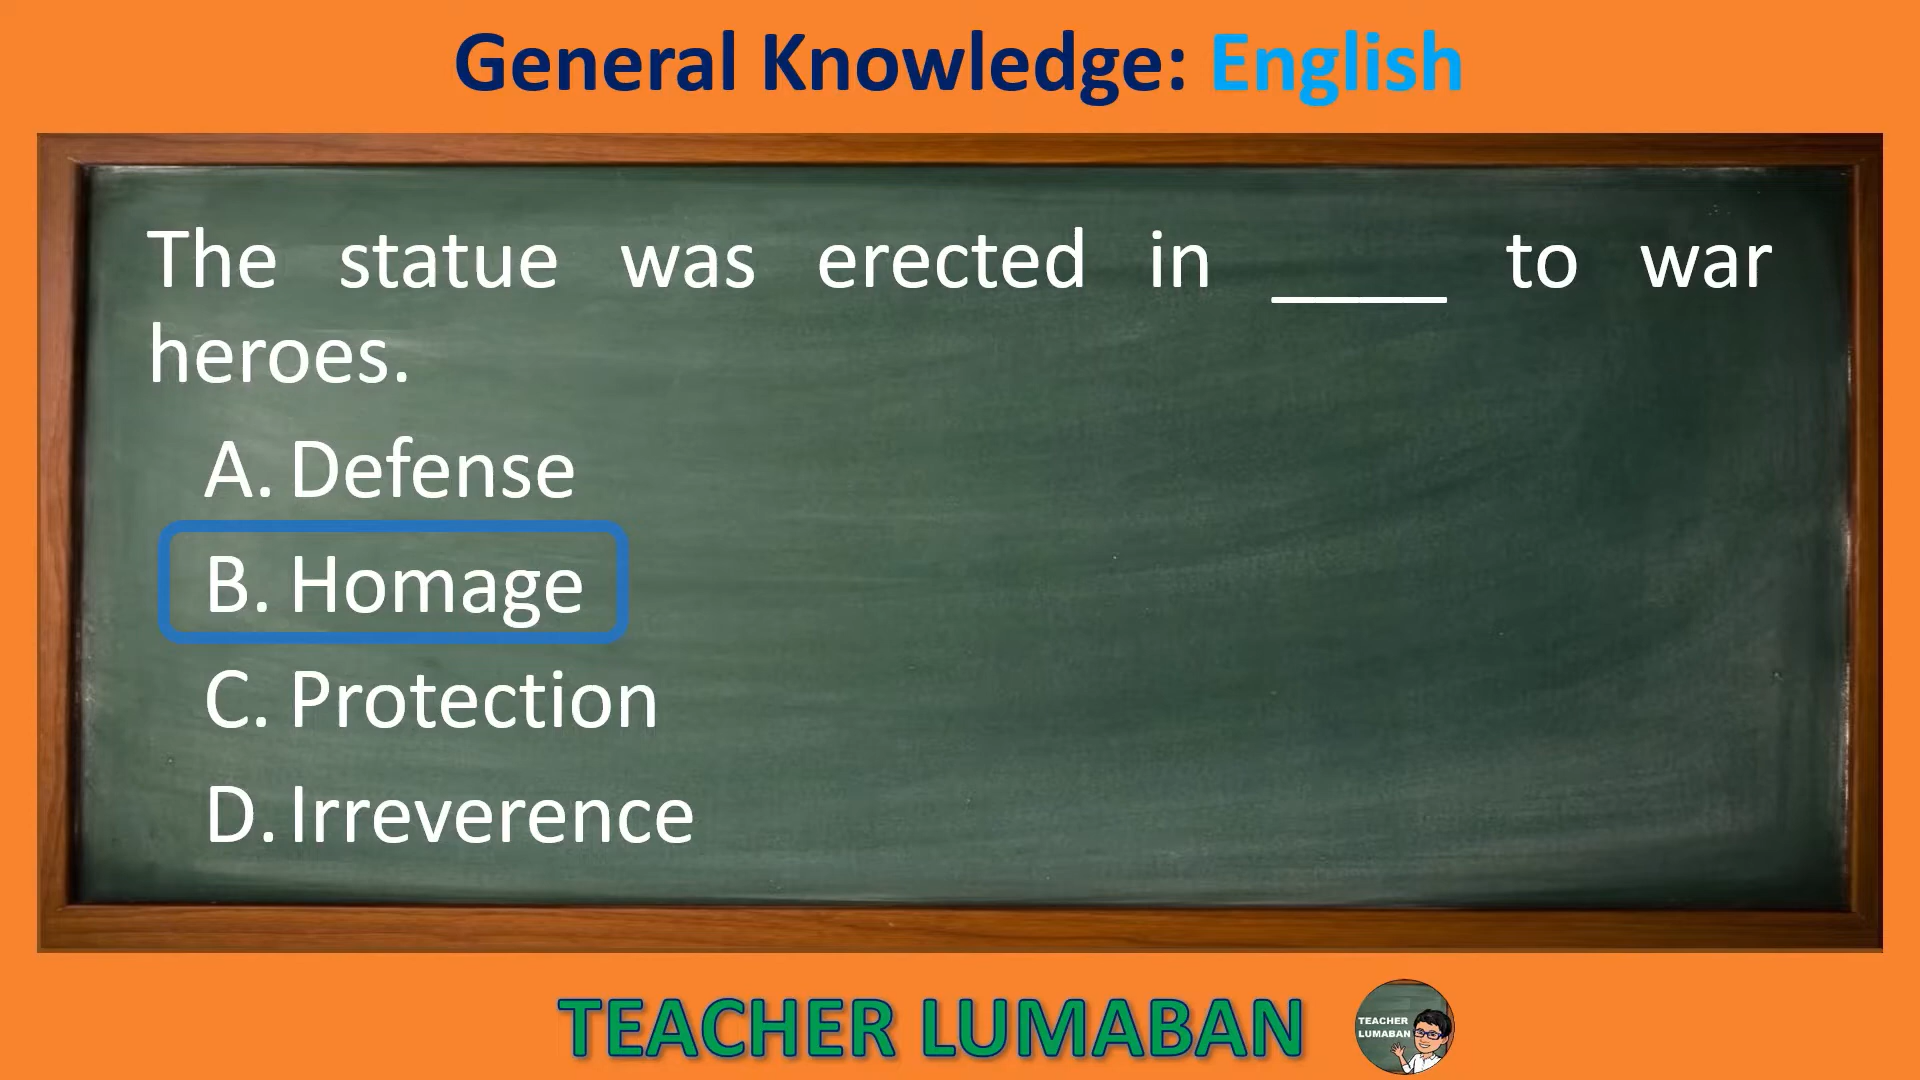 General Knowledge: English
The statue was erected in ____ to war
heroes.
A. Defense
B. Homage
C. Protection
D. Irreverence
TEACHER LUMABAN
TEACHER
LUMABAN